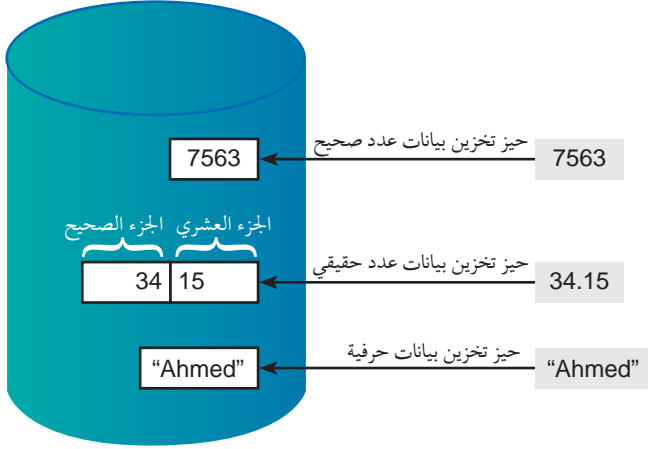 حيز تخزين بيانات عدد صحيح
7563
7563
الجزء العشري
الجزء الصحيح
حيز تخزين بيانات عدد حقيقي
34.15
34
15
حيز تخزين بيانات حرفية
“Ahmed”
“Ahmed”